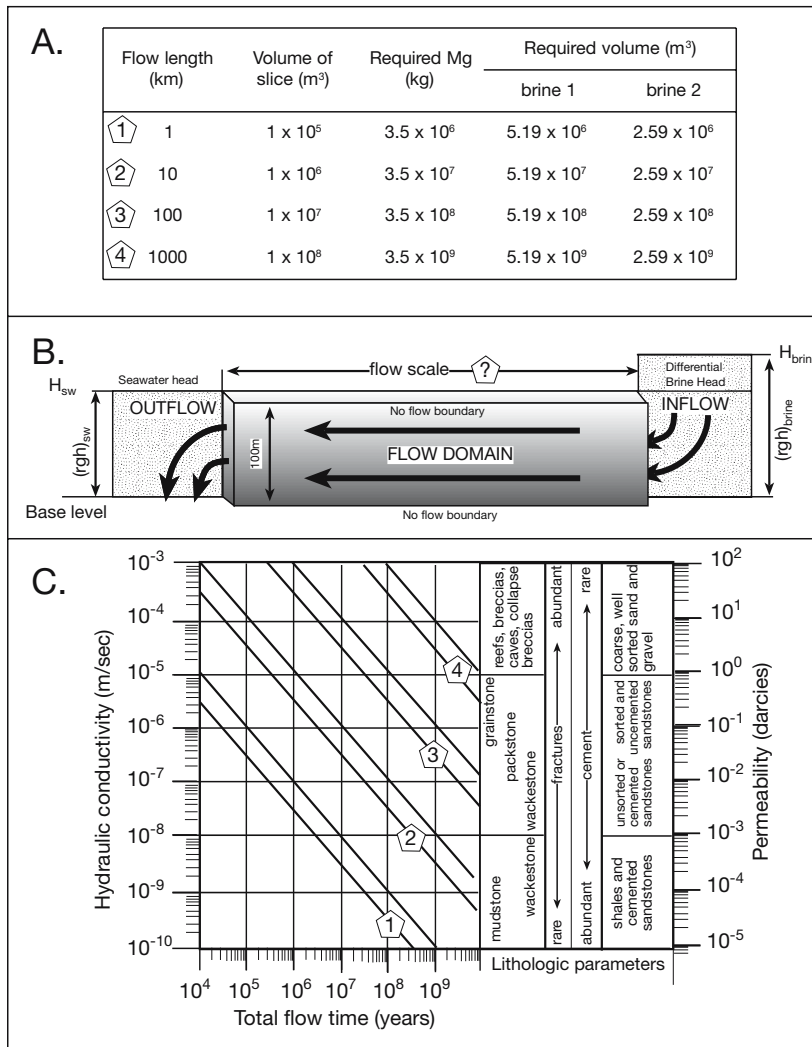 A.
Flow length (km) Volume of slice (m³) Required Mg (kg) Required volume (m³)
brine 1 brine 2
1 1 1 x 10⁵ 3.5 x 10⁶ 5.19 x 10⁶ 2.59 x 10⁶
2 10 1 x 10⁶ 3.5 x 10⁷ 5.19 x 10⁷ 2.59 x 10⁷
3 100 1 x 10⁷ 3.5 x 10⁸ 5.19 x 10⁸ 2.59 x 10⁸
4 1000 1 x 10⁸ 3.5 x 10⁹ 5.19 x 10⁹ 2.59 x 10⁹
B.
flow scale ?
H_brin
Differential
Brine Head
H_sw
Seawater head
OUTFLOW
No flow boundary
INFLOW
(rgh)_sw
100m
FLOW DOMAIN
(rgh)_brine
Base level
No flow boundary
C.
Hydraulic conductivity (m/sec)
10⁻³
10⁻⁴
10⁻⁵
10⁻⁶
10⁻⁷
10⁻⁸
10⁻⁹
10⁻¹⁰
4
3
2
1
reefs, breccias,
caves, collapse
breccias
grainstone
packstone
wackestone
mudstone
wackestone
abundant
fractures
rare
rare
cement
abundant
coarse, well
sorted sand and
gravel
sorted and
uncemented
sandstones
unsorted or
cemented
sandstones
shales and
cemented
sandstones
10²
10¹
10⁰
10⁻¹
10⁻²
10⁻³
10⁻⁴
10⁻⁵
Permeability (darcies)
Lithologic parameters
10⁴ 10⁵ 10⁶ 10⁷ 10⁸ 10⁹
Total flow time (years)